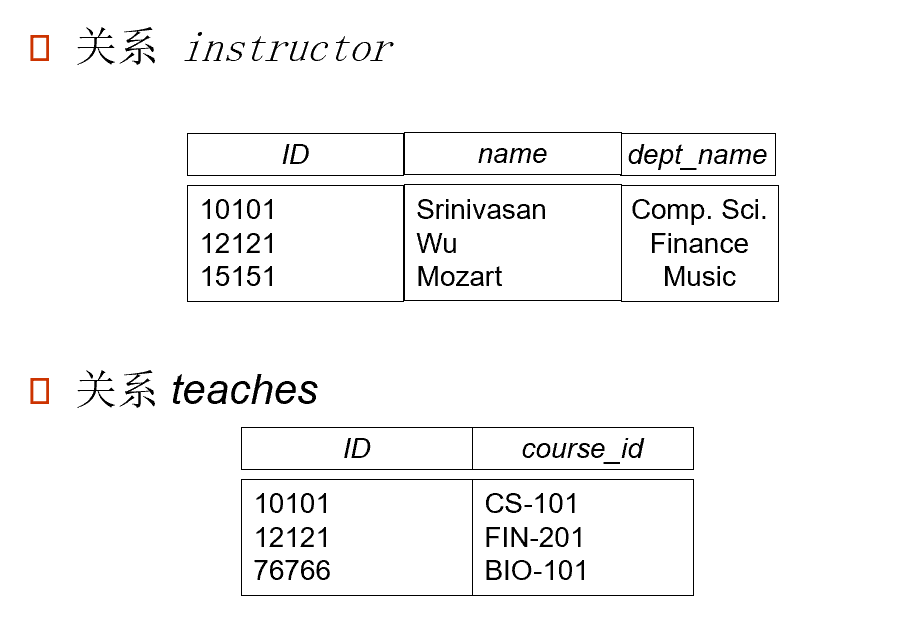 关系 instructor
ID name dept_name
10101 Srinivasan Comp. Sci.
12121 Wu Finance
15151 Mozart Music
关系 teaches
ID course_id
10101 CS-101
12121 FIN-201
76766 BIO-101